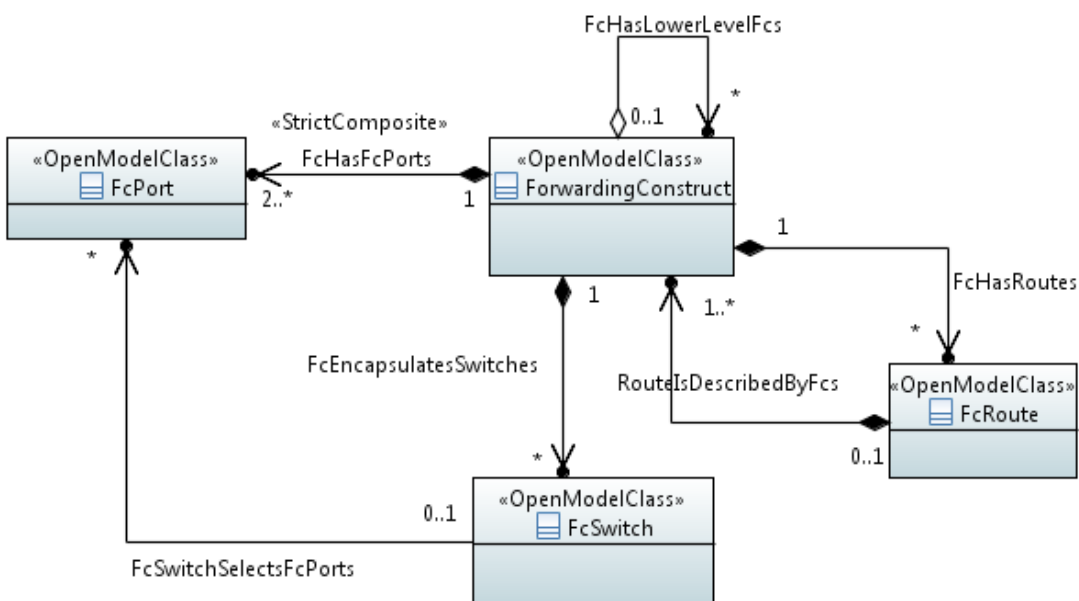 FcHasLowerLevelFcs
0..1
*
«StrictComposite»
FcHasFcPorts
2..*
1
«OpenModelClass»
FcPort
*
«OpenModelClass»
ForwardingConstruct
1
FcHasRoutes
*
1
1..*
FcEncapsulatesSwitches
RouteIsDescribedByFcs
«OpenModelClass»
FcRoute
0..1
*
«OpenModelClass»
FcSwitch
0..1
FcSwitchSelectsFcPorts